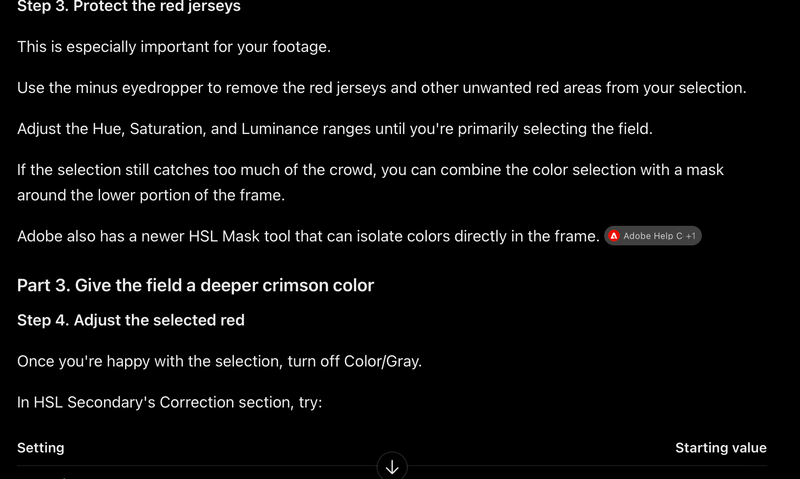 Step 3. Protect the red jerseys
This is especially important for your footage.
Use the minus eyedropper to remove the red jerseys and other unwanted red areas from your selection.
Adjust the Hue, Saturation, and Luminance ranges until you're primarily selecting the field.
If the selection still catches too much of the crowd, you can combine the color selection with a mask
around the lower portion of the frame.
Adobe also has a newer HSL Mask tool that can isolate colors directly in the frame. Adobe Help C +1
Part 3. Give the field a deeper crimson color
Step 4. Adjust the selected red
Once you're happy with the selection, turn off Color/Gray.
In HSL Secondary's Correction section, try:
Setting Starting value